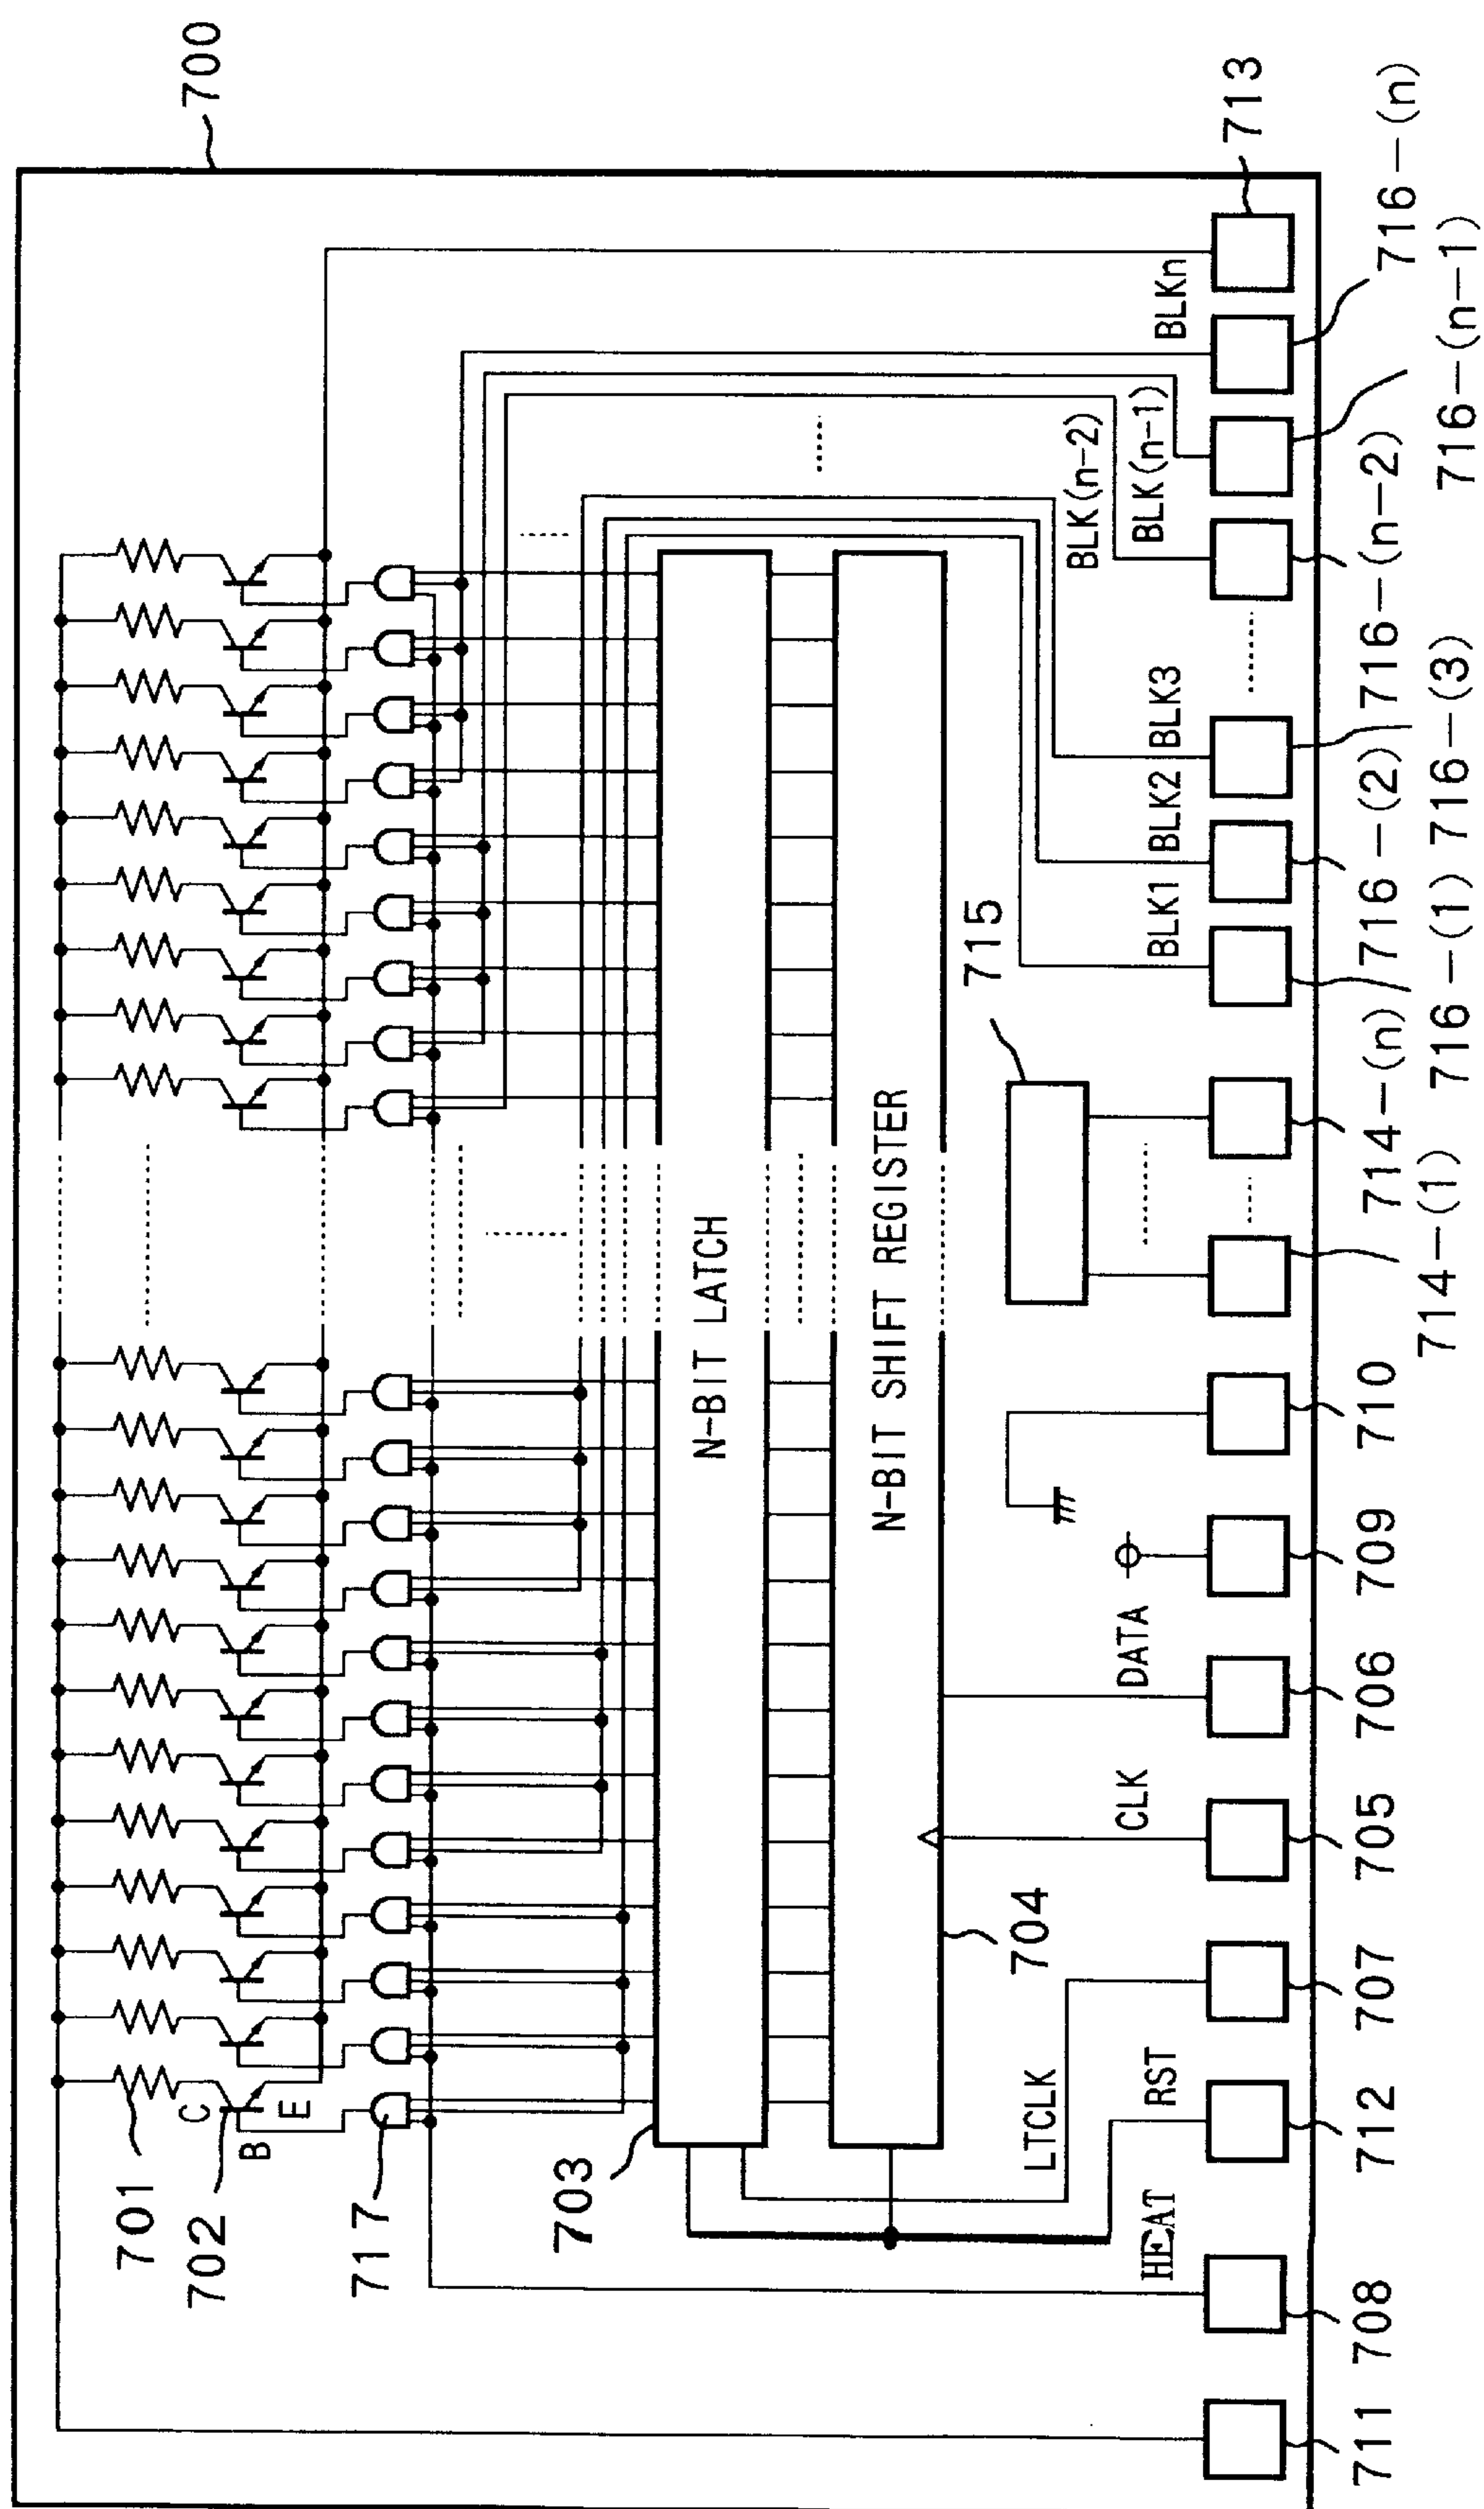 700
701
C
702
B
E
717
703
N-BIT LATCH
N-BIT SHIFT REGISTER
704
715
HEAT
LTCLK
RST
CLK
DATA
BLK1
BLK2
BLK3
BLK(n-2)
BLK(n-1)
BLKn
713
711
708
712
707
705
706
709
710
714-(1)
714-(n)
716-(1)
716-(2)
716-(3)
716-(n-2)
716-(n-1)
716-(n)